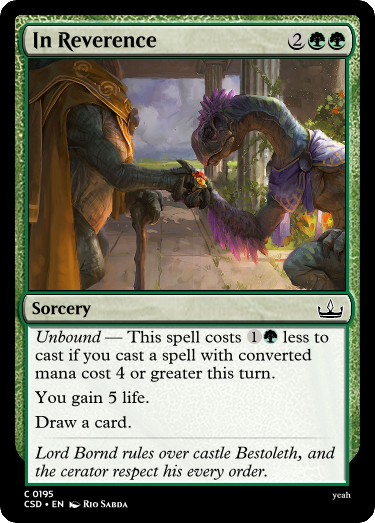 In Reverence 2
Sorcery
Unbound — This spell costs 1 less to
cast if you cast a spell with converted
mana cost 4 or greater this turn.
You gain 5 life.
Draw a card.
Lord Bornd rules over castle Bestoleth, and
the cerator respect his every order.
C 0195
CSD • EN Rio Sabda
yeah